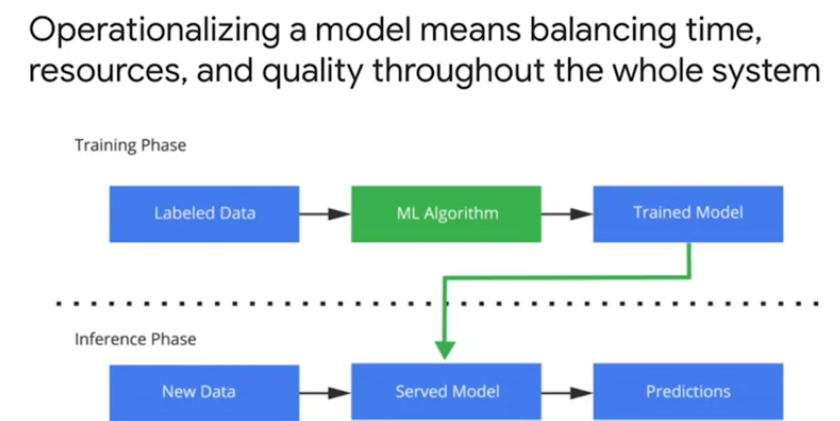 Operationalizing a model means balancing time,
resources, and quality throughout the whole system
Training Phase
Labeled Data
ML Algorithm
Trained Model
Inference Phase
New Data
Served Model
Predictions